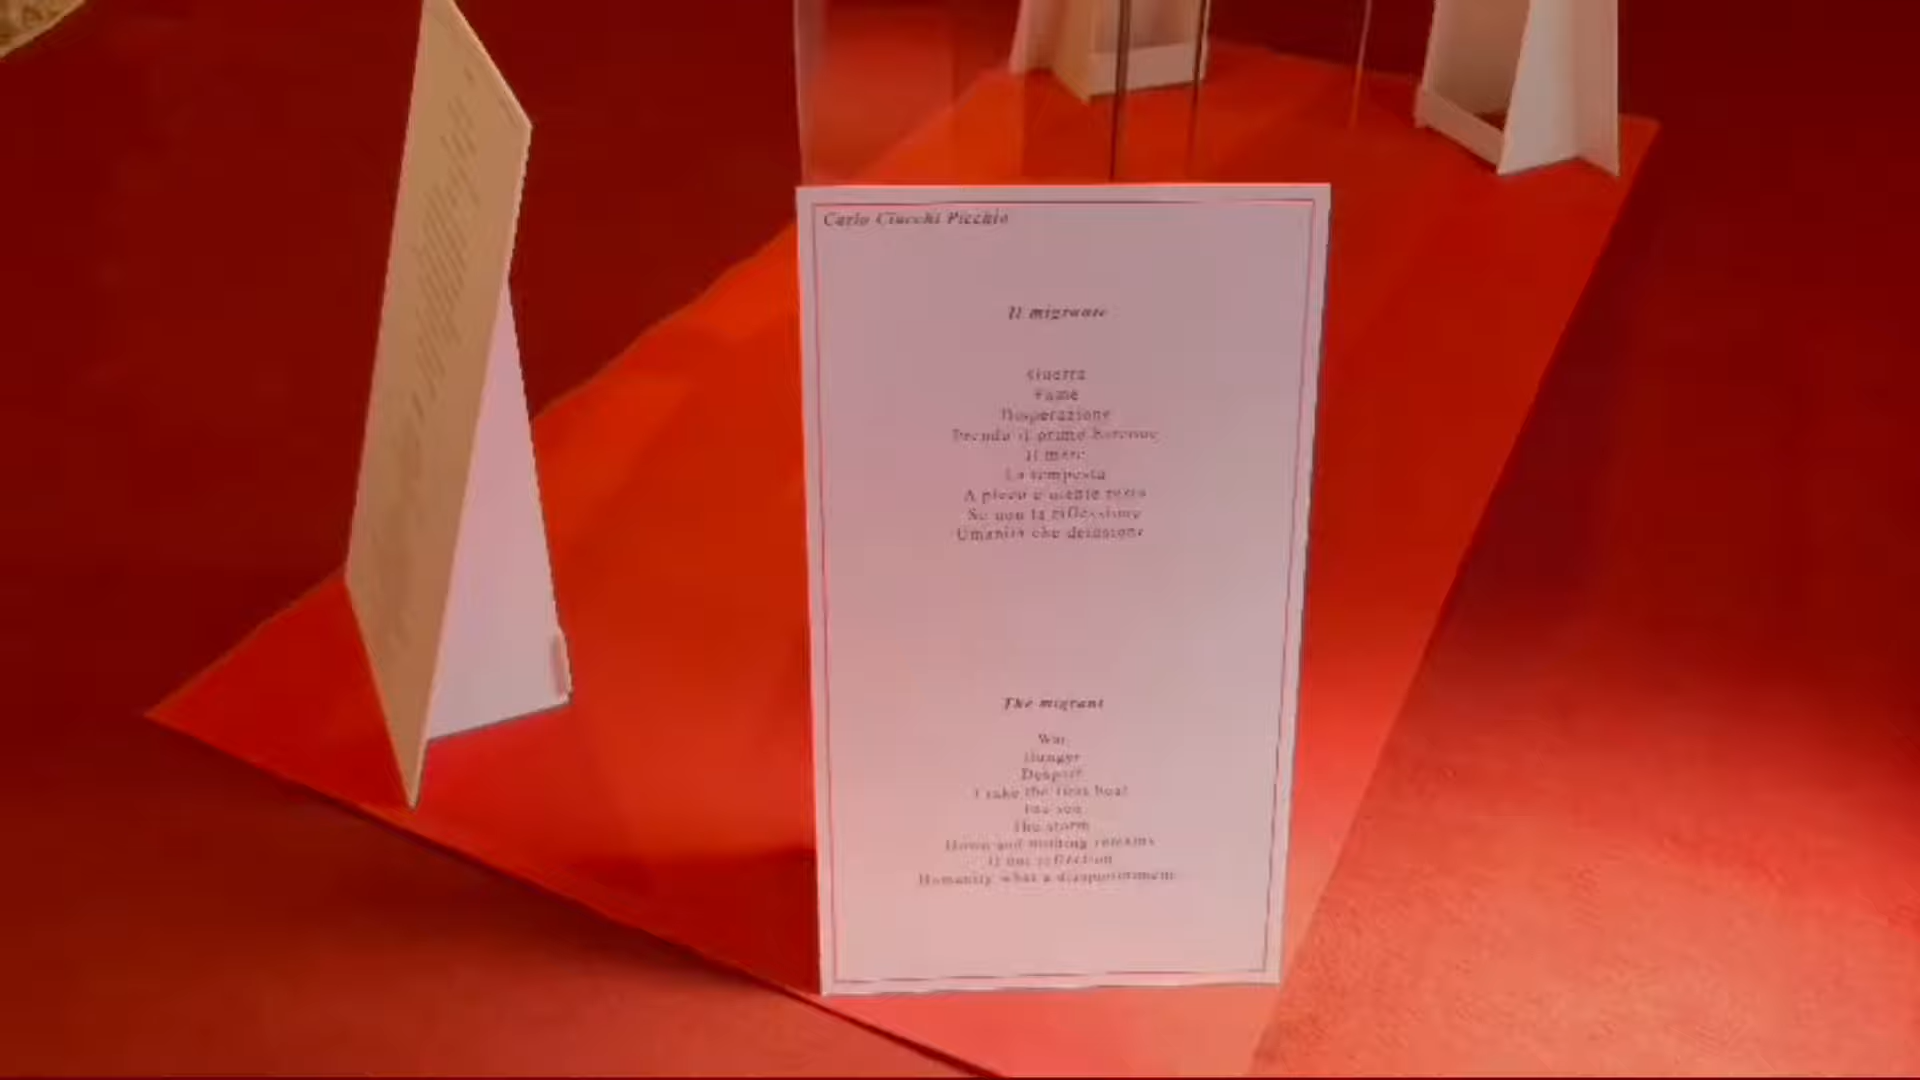 Carlo Ciucchi Picchio
Il migrante
Guerra
Fame
Disperazione
Prendo il primo barcone
Il mare
La tempesta
A picco e niente resta
Se non la riflessione
Umanità che delusione
The migrant
War
Hunger
Despair
I take the first boat
The sea
The storm
Down and nothing remains
If not reflection
Humanity what a disappointment